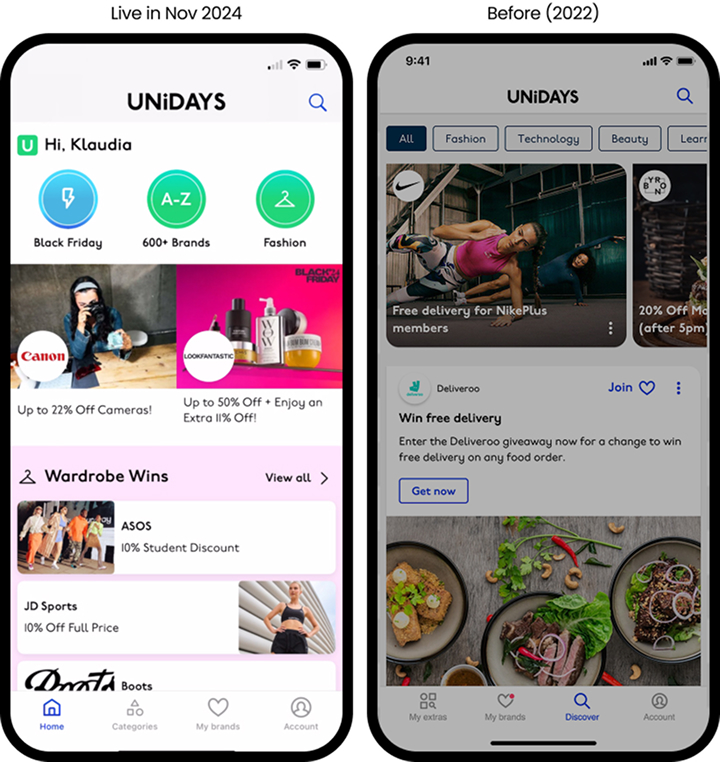 Live in Nov 2024
UNiDAYS
U Hi, Klaudia
A-Z
Black Friday
600+ Brands
Fashion
BLACK FRIDAY
Canon
WOW
LOOKFANTASTIC
Up to 22% Off Cameras!
Up to 50% Off + Enjoy an
Extra 11% Off!
Wardrobe Wins
View all
ASOS
10% Student Discount
JD Sports
10% Off Full Price
Boots
Boots
Home
Categories
My brands
Account
Before (2022)
9:41
UNiDAYS
All
Fashion
Technology
Beauty
Lear
BYRON
Free delivery for NikePlus
members
20% Off Mo
(after 5pm)
deliveroo
Deliveroo
Join
Win free delivery
Enter the Deliveroo giveaway now for a change to win
free delivery on any food order.
Get now
My extras
My brands
Discover
Account